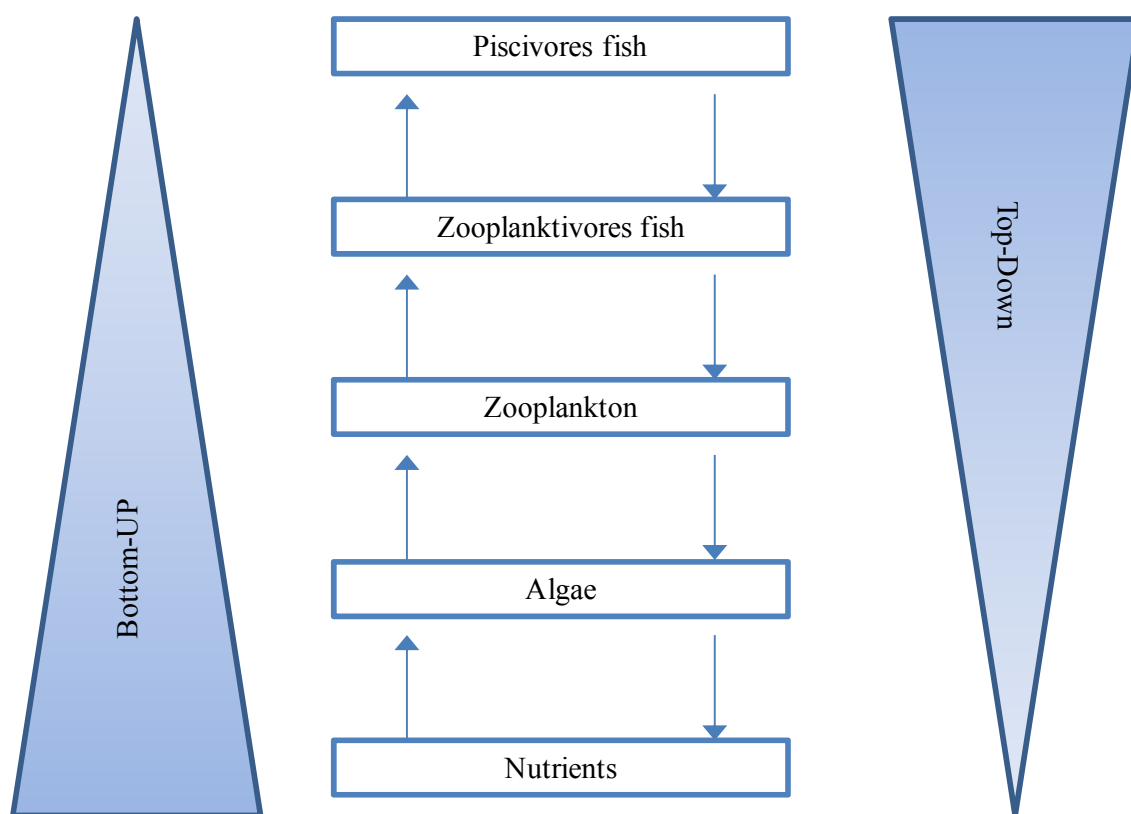 Piscivores fish
Zooplanktivores fish
Top-Down
Zooplankton
Bottom-UP
Algae
Nutrients